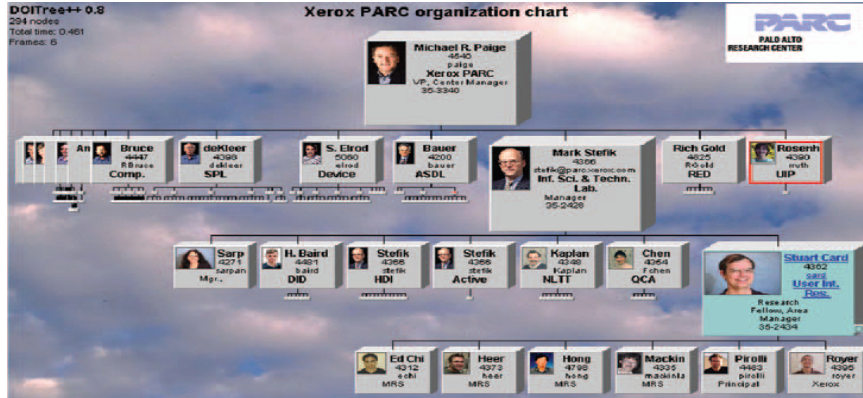 DOITree++ 0.8
294 nodes
Total time: 0.461
Frames: 6
Xerox PARC organization chart
PARC
PALO ALTO
RESEARCH CENTER
Michael R. Paige
4640
paige
Xerox PARC
VP, Center Manager
35-3340
An
Bruce
4447
RBruce
Comp.
deKleer
4398
dekleer
SPL
S. Elrod
5060
elrod
Device
Bauer
4200
bauer
ASDL
Mark Stefik
4366
stefik@parc.xerox.com
Inf. Sci. & Techn.
Lab.
Manager
35-2428
Rich Gold
4825
RGold
RED
Rosenh
4390
ruth
UIP
Sarp
4271
sarpan
Mgr.,
H. Baird
4491
baird
DID
Stefik
4366
stefik
HDI
Stefik
4366
stefik
Active
Kaplan
4248
Kaplan
NLTT
Chen
4354
Fchen
QCA
Stuart Card
4362
card
User Int.
Res.
Research
Fellow, Area
Manager
35-2434
Ed Chi
4312
echi
MRS
Heer
4373
heer
MRS
Hong
4798
hong
MRS
Mackin
4335
mackinla
MRS
Pirolli
4483
pirolli
Principal
Royer
4395
royer
Xerox